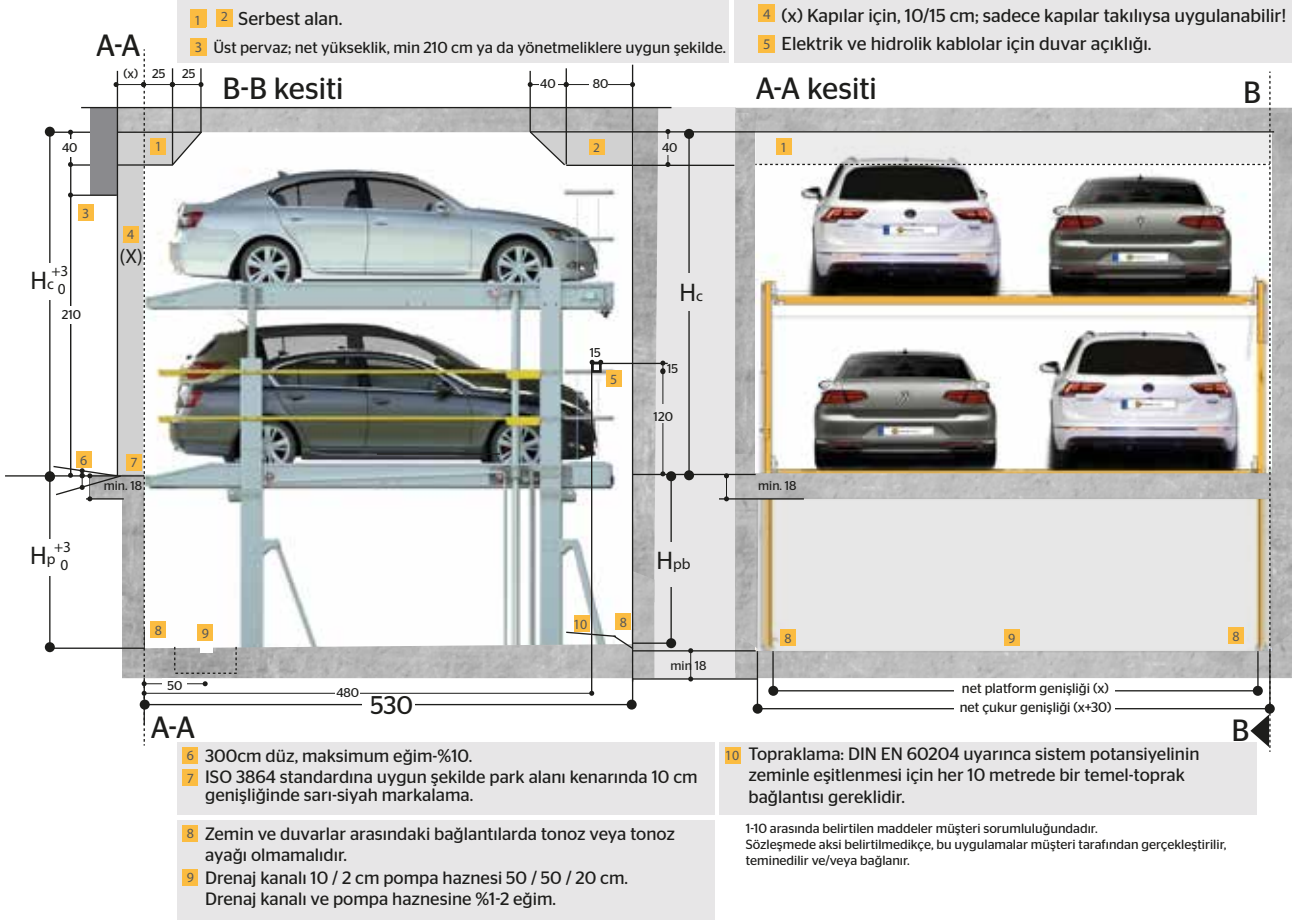 1 2 Serbest alan.
3 Üst pervaz; net yükseklik, min 210 cm ya da yönetmeliklere uygun şekilde.
4 (x) Kapılar için, 10/15 cm; sadece kapılar takılıysa uygulanabilir!
5 Elektrik ve hidrolik kablolar için duvar açıklığı.
A-A
(x) 25 25
B-B kesiti
40 80
A-A kesiti
B
40
1
2
40
1
3
4
(X)
Hc +3 0
210
Hc
15
15
5
120
6
7
min. 18
min. 18
Hp +3 0
Hpb
8
9
10
8
8
9
8
min 18
50
480
530
net platform genişliği (x)
net çukur genişliği (x+30)
A-A
B
6 300cm düz, maksimum eğim-%10.
7 ISO 3864 standardına uygun şekilde park alanı kenarında 10 cm
genişliğinde sarı-siyah markalama.
10 Topraklama: DIN EN 60204 uyarınca sistem potansiyelinin
zeminle eşitlenmesi için her 10 metrede bir temel-toprak
bağlantısı gereklidir.
8 Zemin ve duvarlar arasındaki bağlantılarda tonoz veya tonoz
ayağı olmamalıdır.
9 Drenaj kanalı 10 / 2 cm pompa haznesi 50 / 50 / 20 cm.
Drenaj kanalı ve pompa haznesine %1-2 eğim.
1-10 arasında belirtilen maddeler müşteri sorumluluğundadır.
Sözleşmede aksi belirtilmedikçe, bu uygulamalar müşteri tarafından gerçekleştirilir,
teminedilir ve/veya bağlanır.